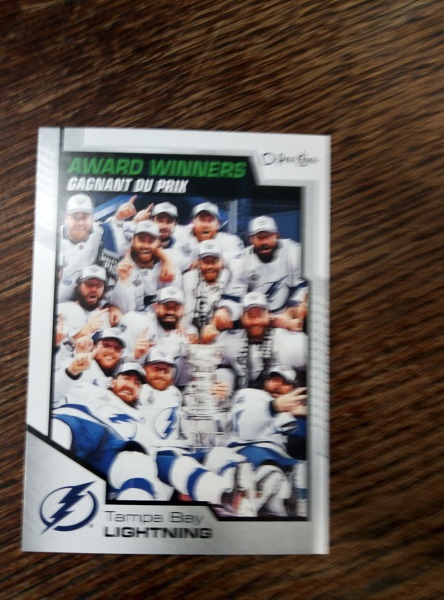 AWARD WINNERS
GAGNANT DU PRIX
O-Pee-Chee
Tampa Bay
LIGHTNING